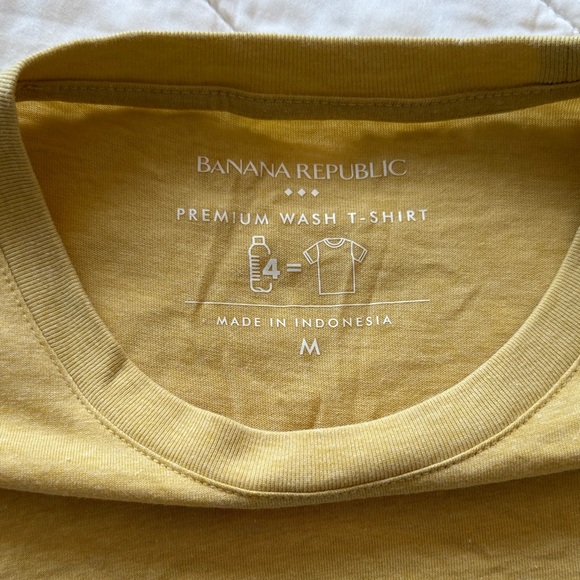 BANANA REPUBLIC
PREMIUM WASH T-SHIRT
4 =
MADE IN INDONESIA
M